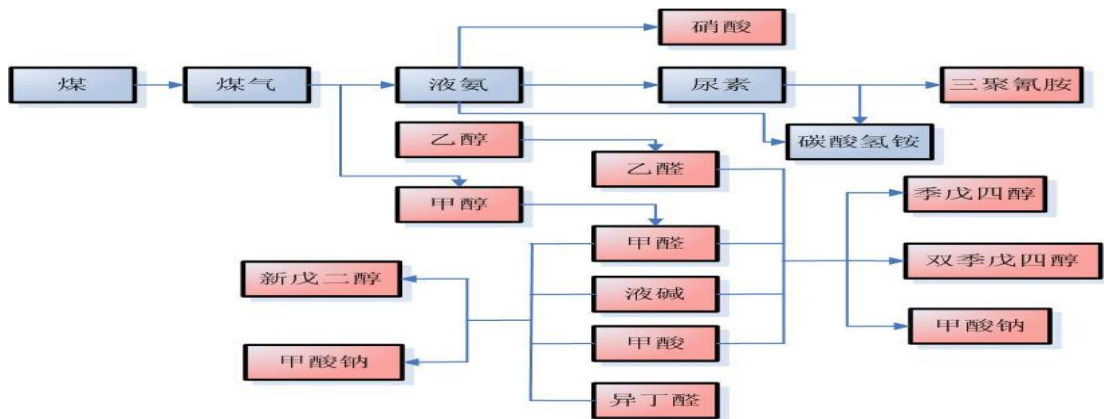 硝酸
煤
煤气
液氨
尿素
三聚氰胺
碳酸氢铵
乙醇
乙醛
甲醇
季戊四醇
甲醛
新戊二醇
双季戊四醇
液碱
甲酸钠
甲酸
甲酸钠
异丁醛